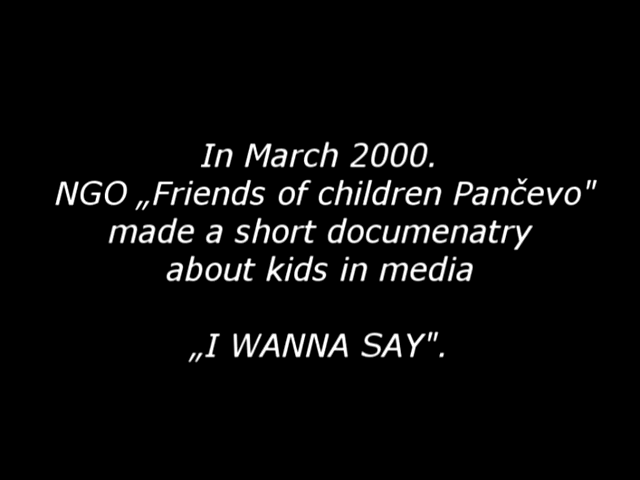 In March 2000.
NGO „Friends of children Pančevo"
made a short documenatry
about kids in media
„I WANNA SAY".